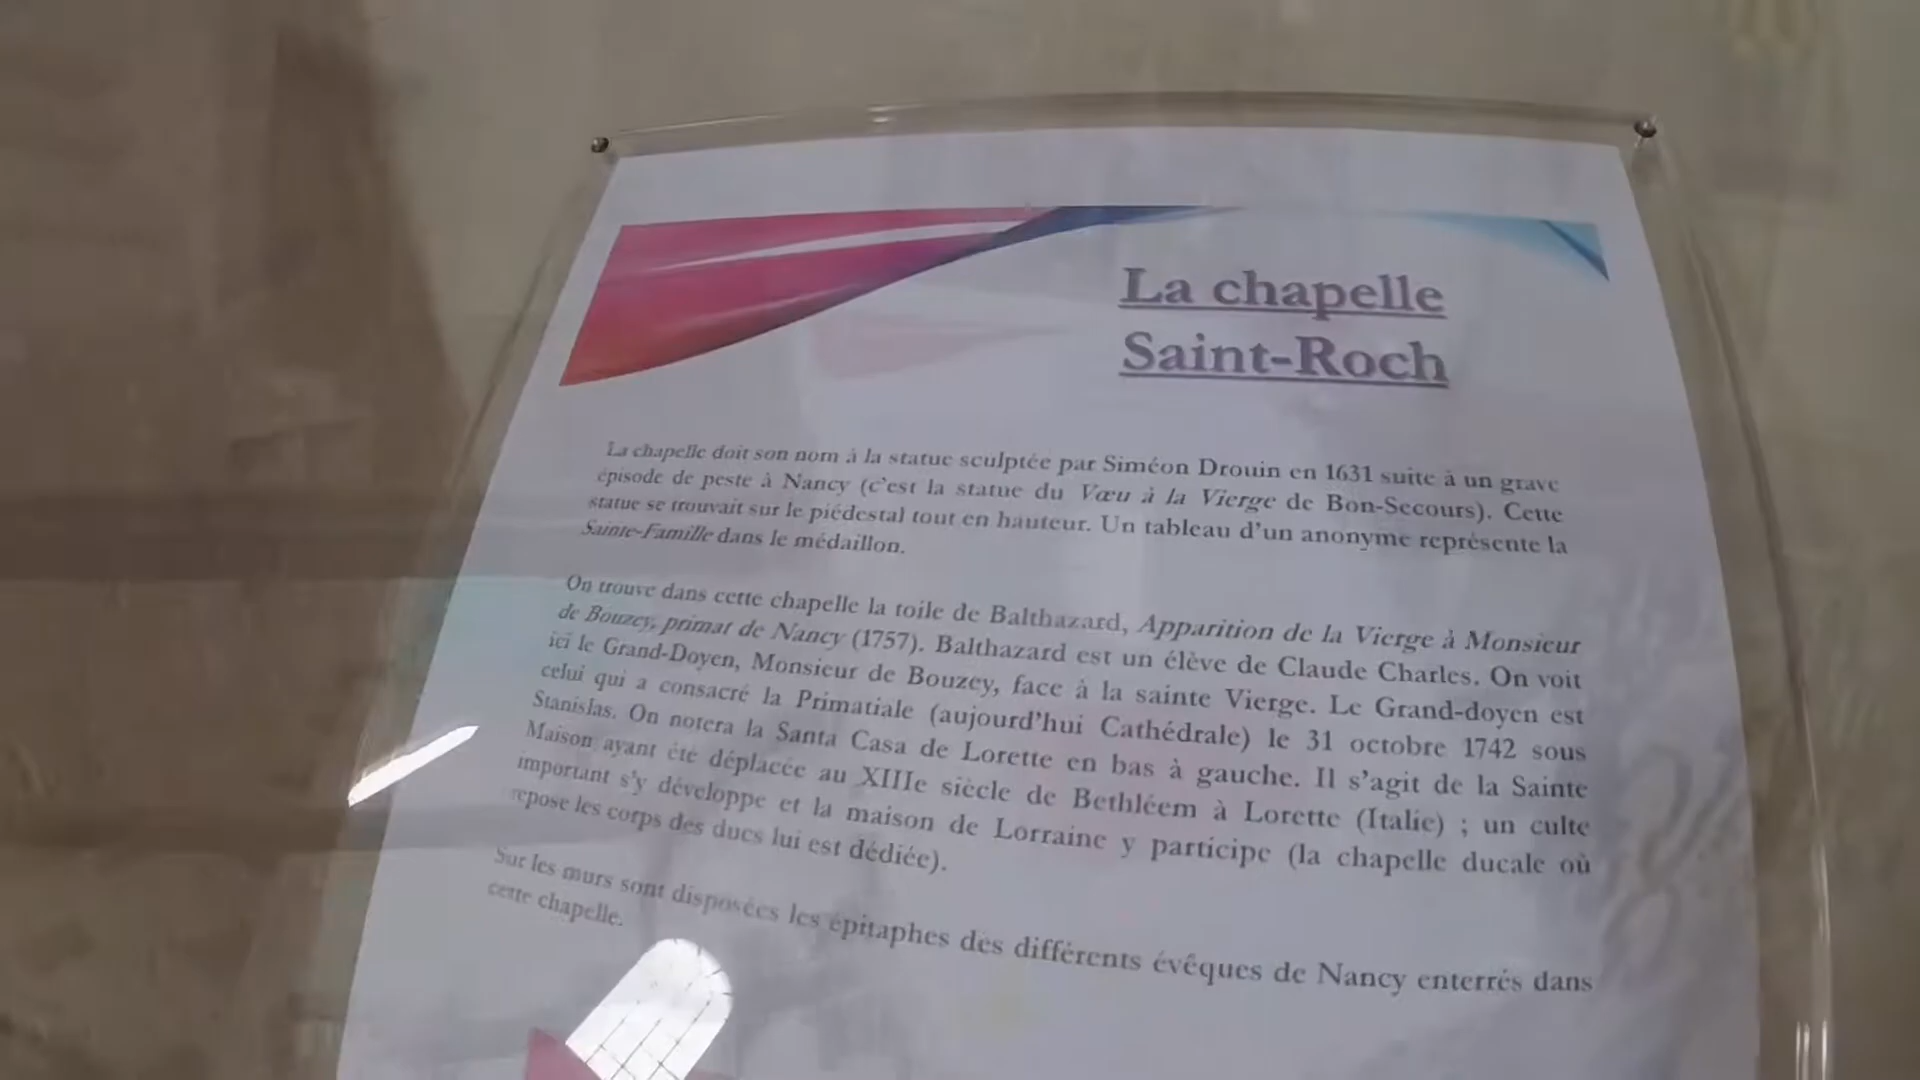 La chapelle
Saint-Roch
La chapelle doit son nom à la statue sculptée par Siméon Drouin en 1631 suite à un grave
épisode de peste à Nancy (c'est la statue du Vœu à la Vierge de Bon-Secours). Cette
statue se trouvait sur le piédestal tout en hauteur. Un tableau d'un anonyme représente la
Sainte-Famille dans le médaillon.
On trouve dans cette chapelle la toile de Balthazard, Apparition de la Vierge à Monsieur
de Bouzey, primat de Nancy (1757). Balthazard est un élève de Claude Charles. On voit
ici le Grand-Doyen, Monsieur de Bouzey, face à la sainte Vierge. Le Grand-doyen est
celui qui a consacré la Primatiale (aujourd'hui Cathédrale) le 31 octobre 1742 sous
Stanislas. On notera la Santa Casa de Lorette en bas à gauche. Il s'agit de la Sainte
Maison ayant été déplacée au XIIIe siècle de Bethléem à Lorette (Italie) ; un culte
important s'y développe et la maison de Lorraine y participe (la chapelle ducale où
repose les corps des ducs lui est dédiée).
Sur les murs sont disposées les épitaphes des différents évêques de Nancy enterrés dans
cette chapelle.